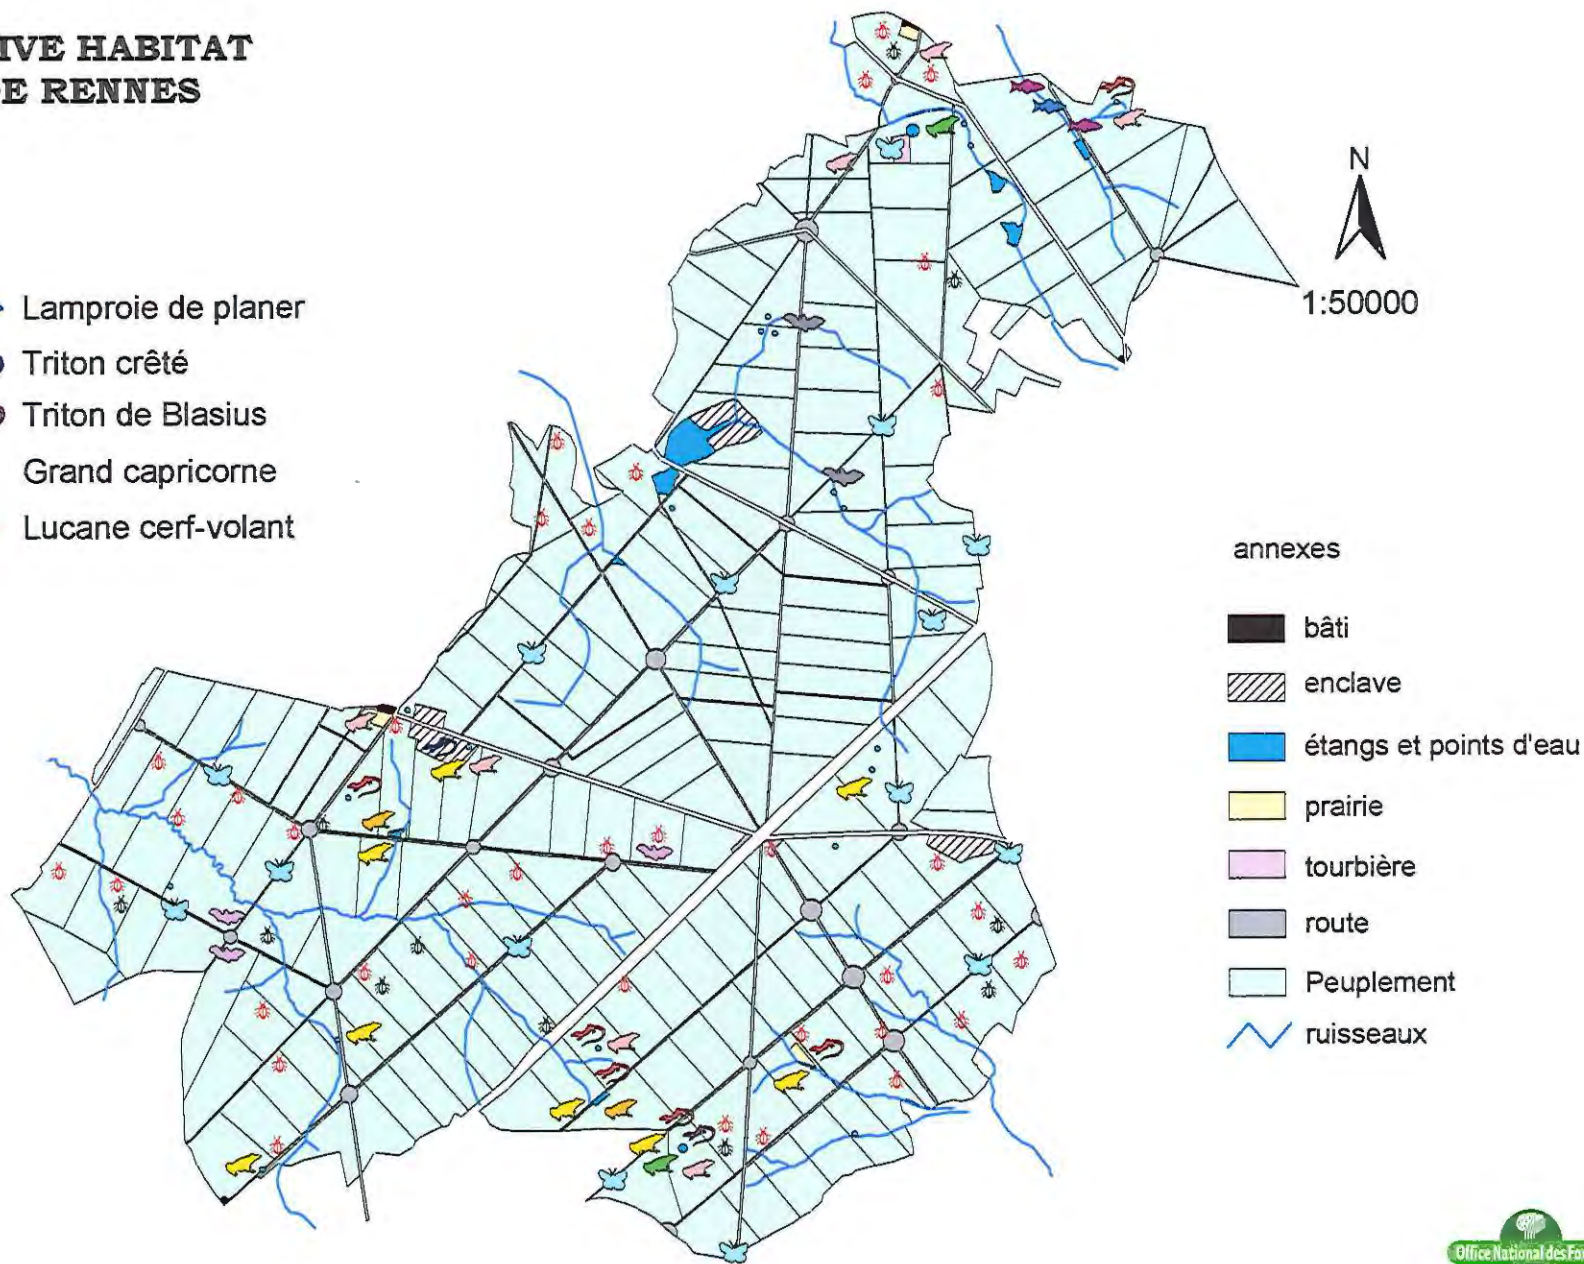 IVE HABITAT
DE RENNES
N
1:50000
Lamproie de planer
Triton crêté
Triton de Blasius
Grand capricorne
Lucane cerf-volant
annexes
bâti
enclave
étangs et points d'eau
prairie
tourbière
route
Peuplement
ruisseaux
Office National des Fo